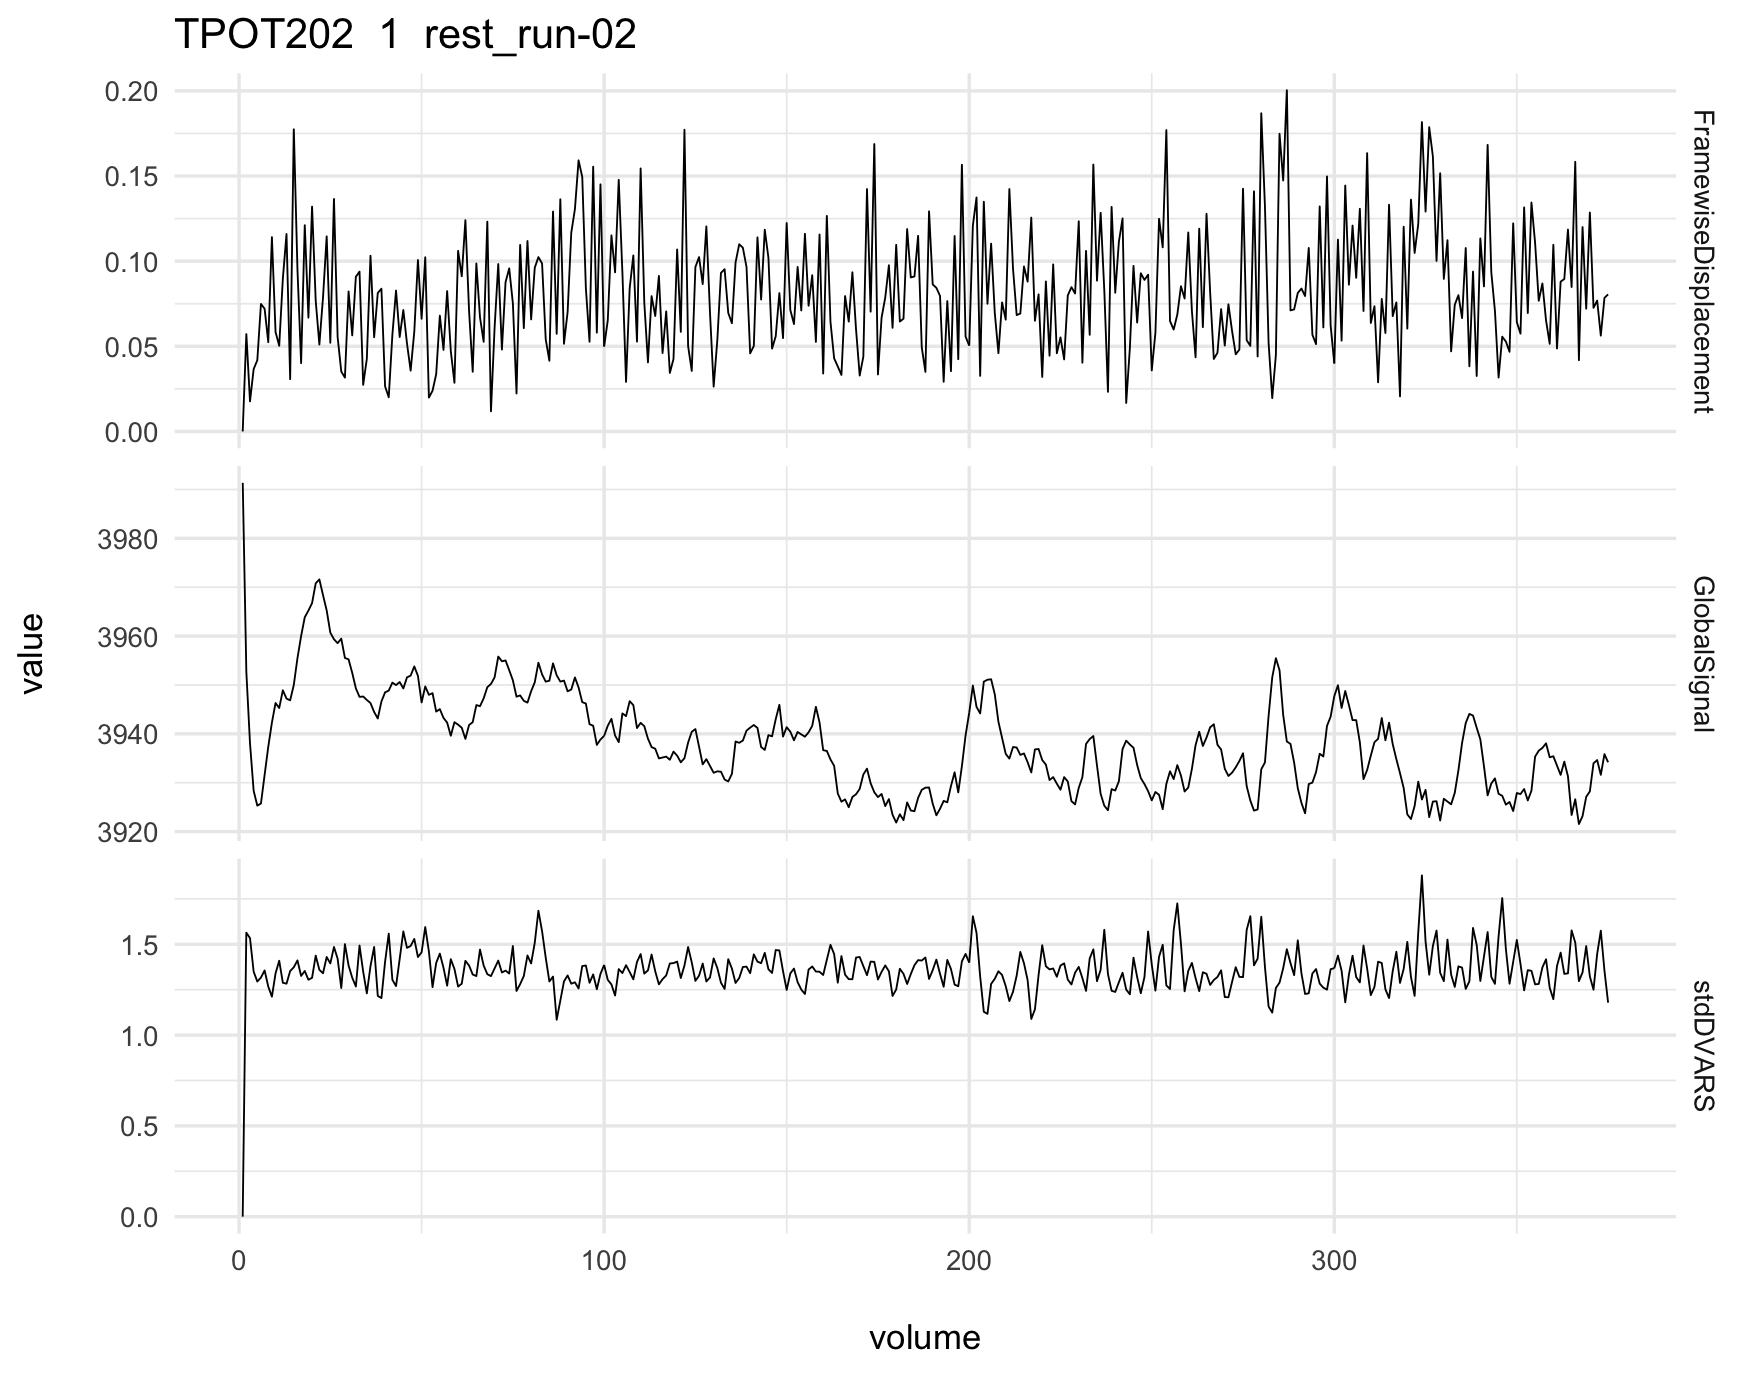 TPOT202  1  rest_run-02
0.20
0.15
0.10
0.05
0.00
FramewiseDisplacement
3980
3960
3940
3920
GlobalSignal
1.5
1.0
0.5
0.0
stdDVARS
value
0 100 200 300
volume